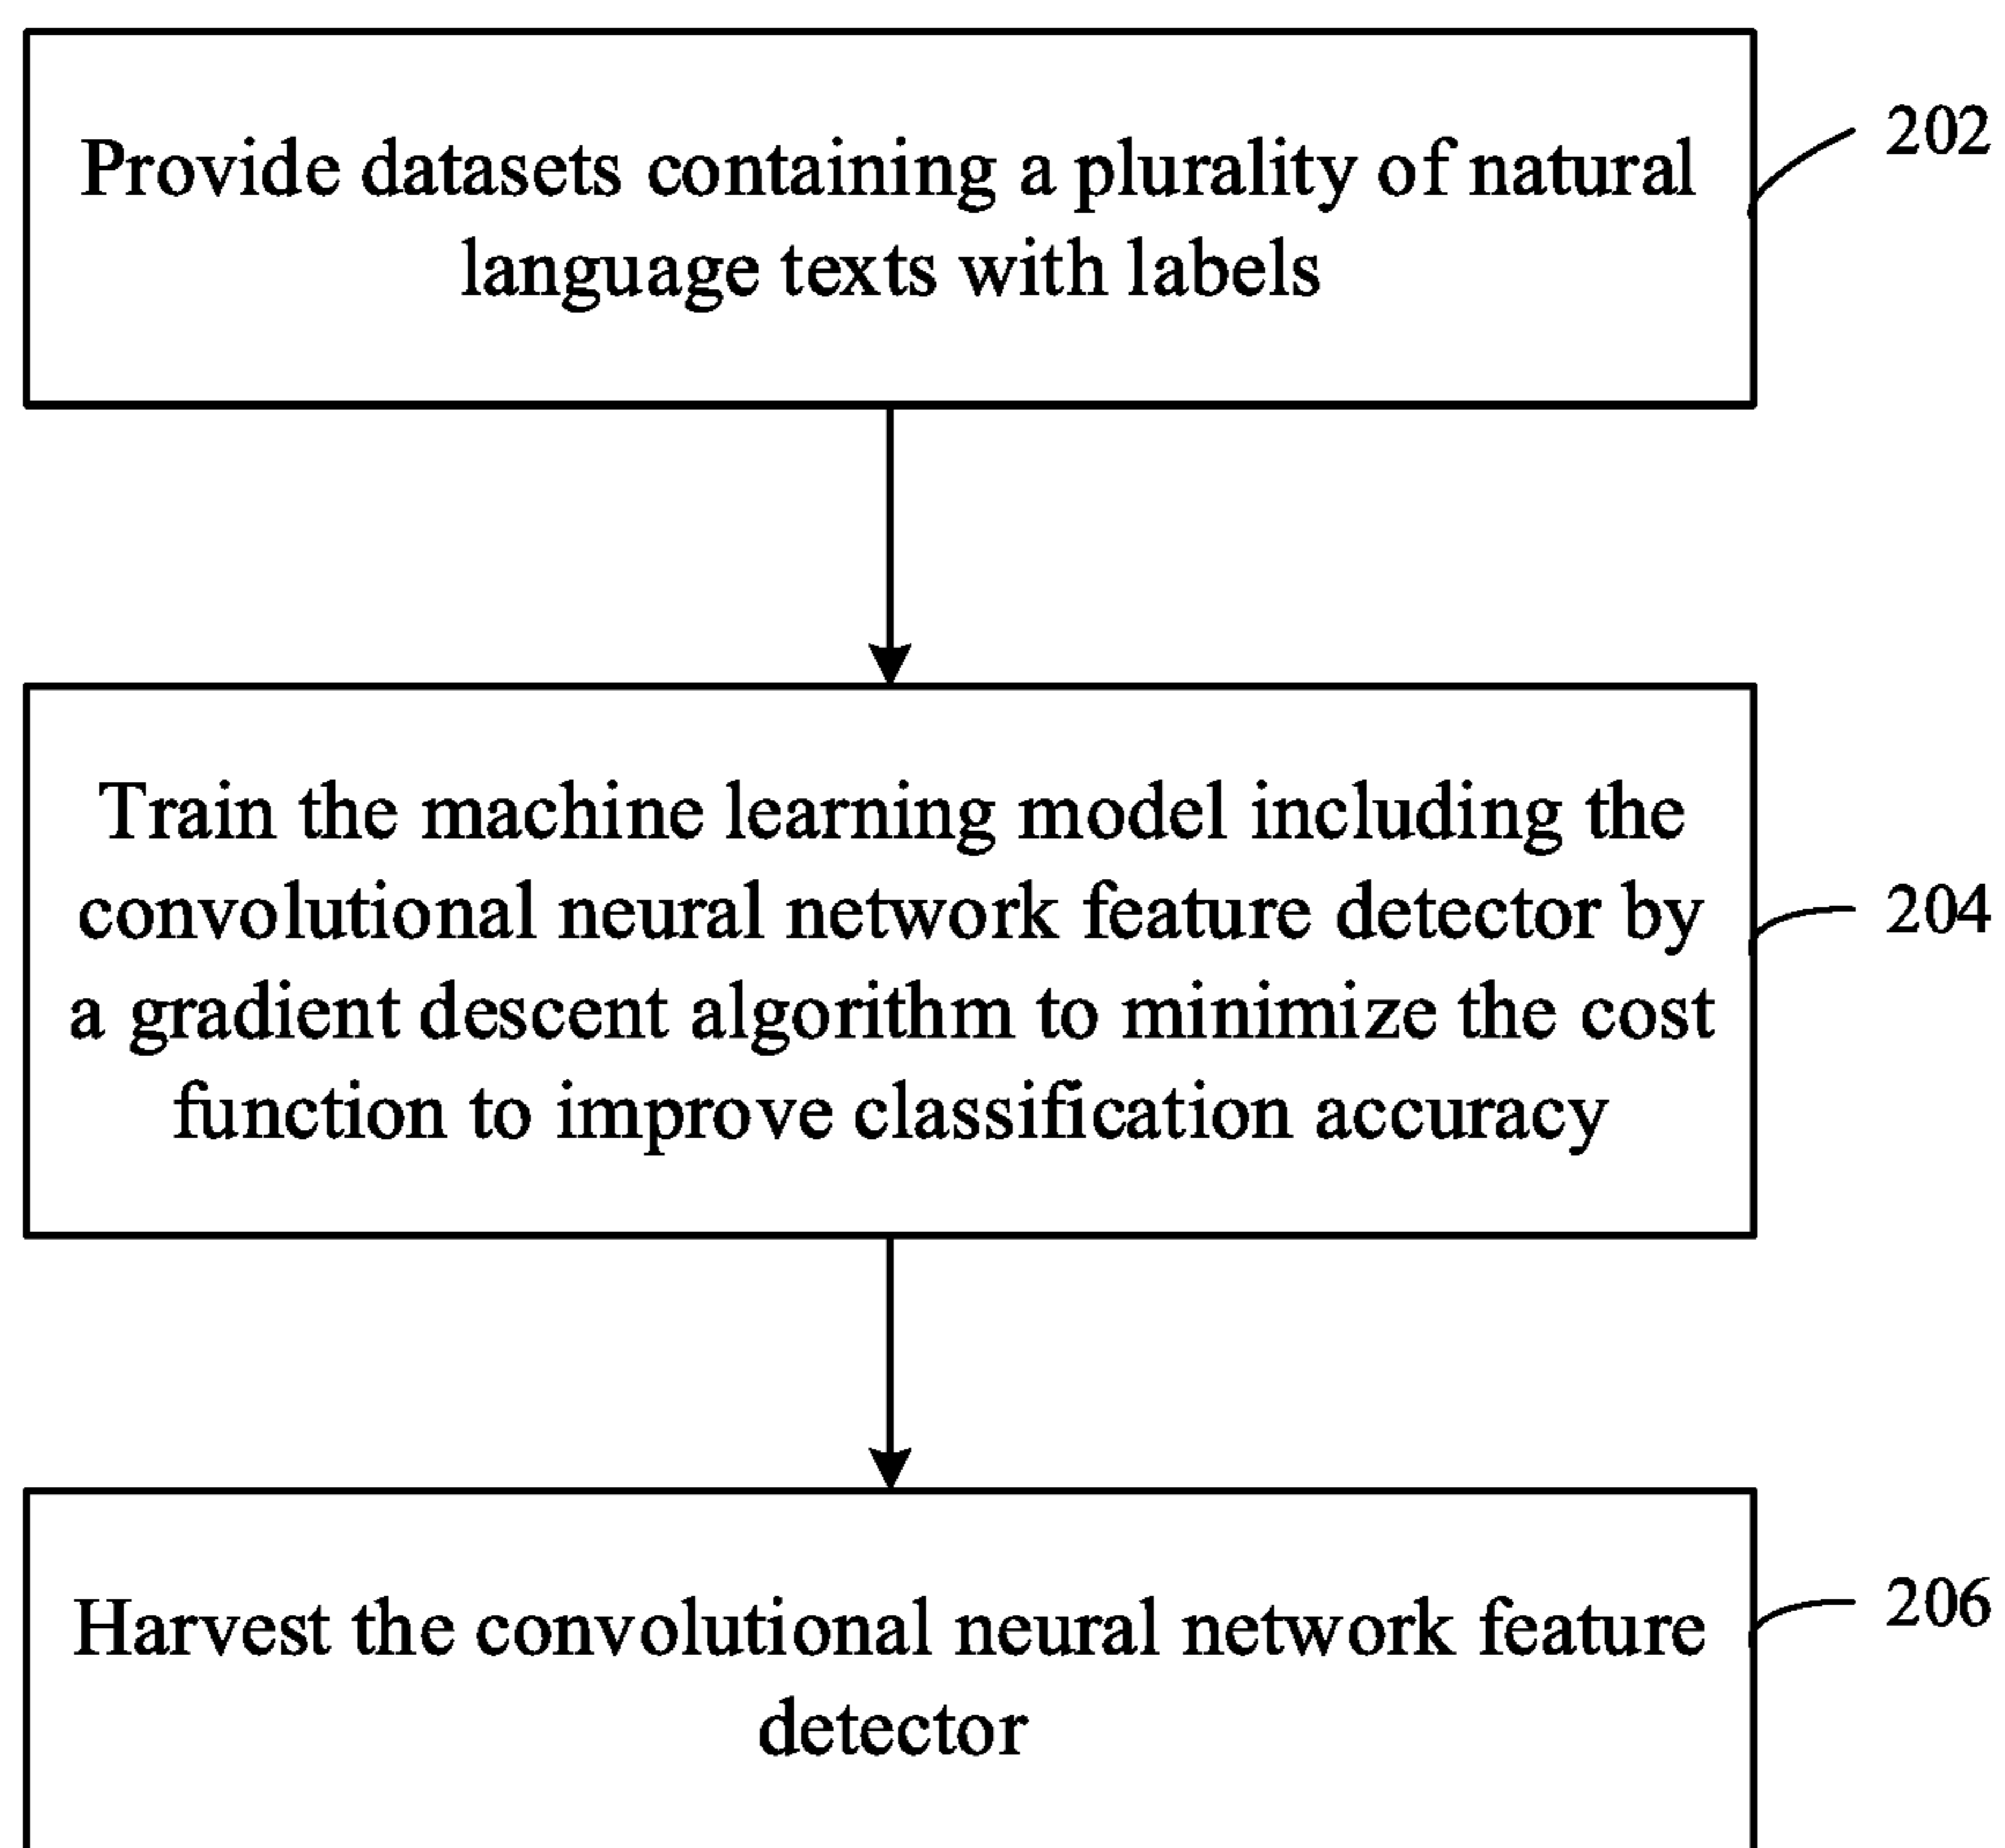 Provide datasets containing a plurality of natural
language texts with labels
202
Train the machine learning model including the
convolutional neural network feature detector by
a gradient descent algorithm to minimize the cost
function to improve classification accuracy
204
Harvest the convolutional neural network feature
detector
206